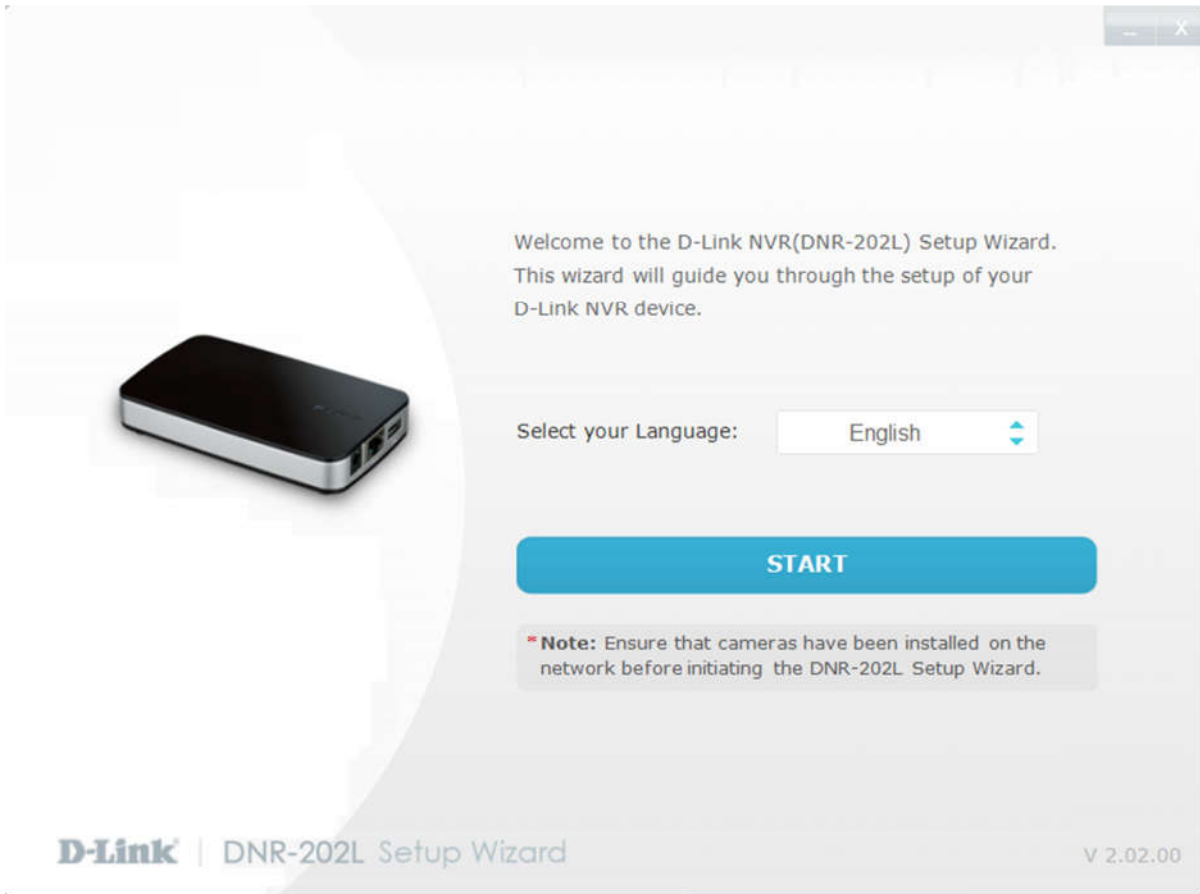 _ X
Welcome to the D-Link NVR(DNR-202L) Setup Wizard.
This wizard will guide you through the setup of your
D-Link NVR device.
Select your Language: English
START
*Note: Ensure that cameras have been installed on the
network before initiating the DNR-202L Setup Wizard.
D-Link | DNR-202L Setup Wizard
V 2.02.00